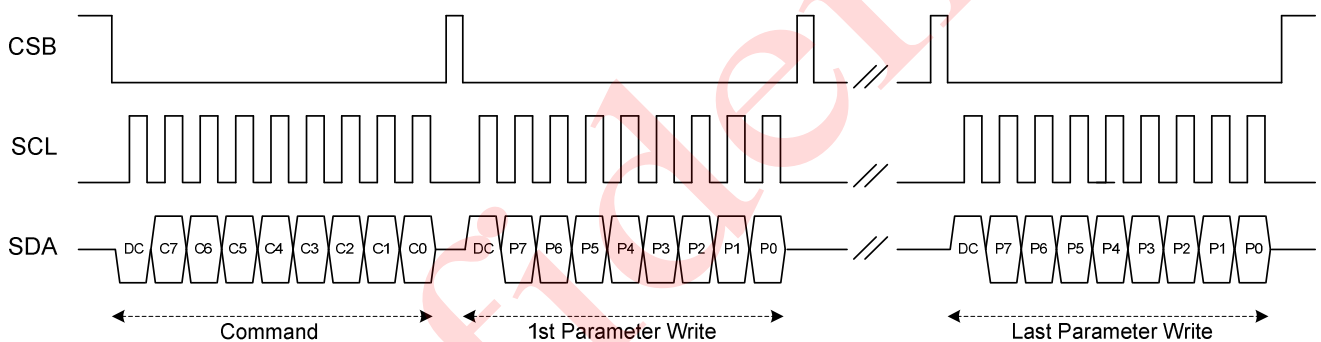 CSB
SCL
SDA
DC C7 C6 C5 C4 C3 C2 C1 C0 DC P7 P6 P5 P4 P3 P2 P1 P0 DC P7 P6 P5 P4 P3 P2 P1 P0
Command 1st Parameter Write Last Parameter Write